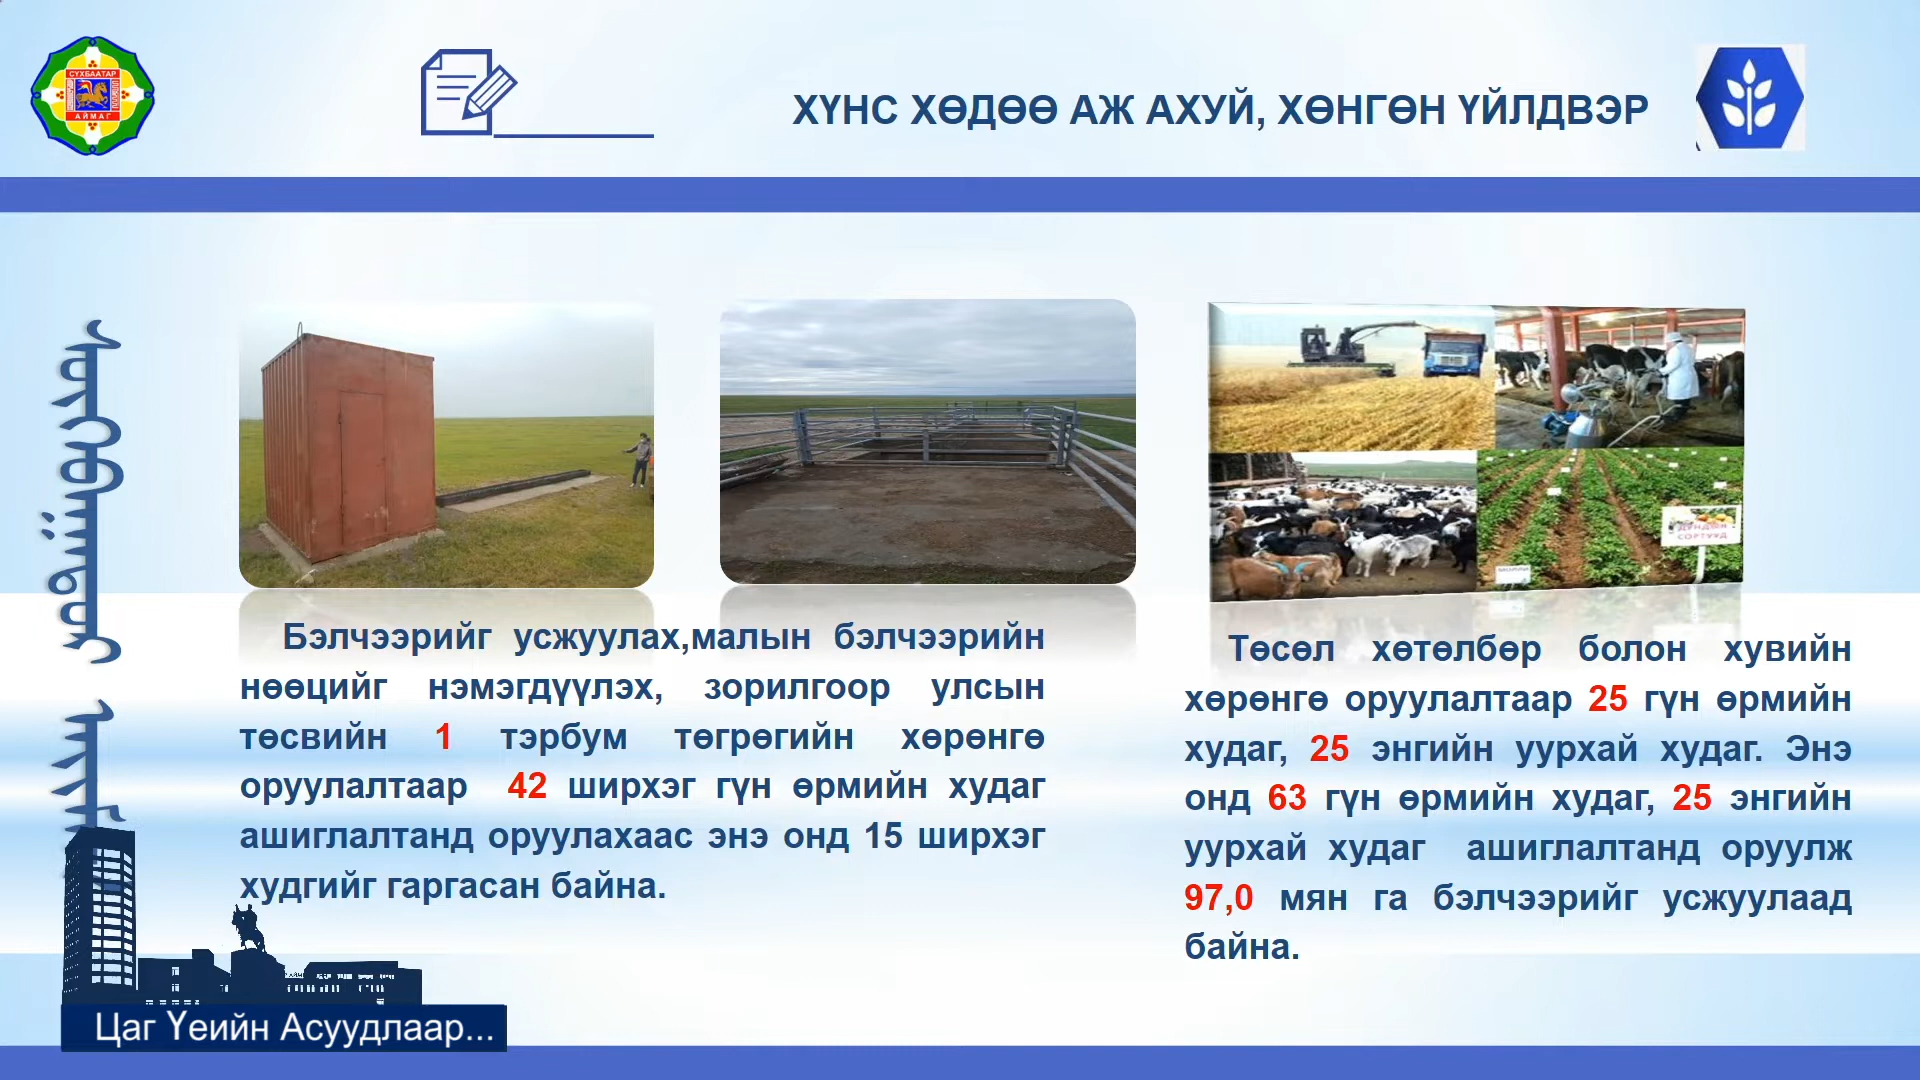 СҮХБААТАР
АЙМАГ
ХҮНС ХӨДӨӨ АЖ АХУЙ, ХӨНГӨН ҮЙЛДВЭР
Бэлчээрийг усжуулах,малын бэлчээрийн
нөөцийг нэмэгдүүлэх, зорилгоор улсын
төсвийн 1 тэрбум төгрөгийн хөрөнгө
оруулалтаар 42 ширхэг гүн өрмийн худаг
ашиглалтанд оруулахаас энэ онд 15 ширхэг
худгийг гаргасан байна.
СОРТУУД
Төсөл хөтөлбөр болон хувийн
хөрөнгө оруулалтаар 25 гүн өрмийн
худаг, 25 энгийн уурхай худаг. Энэ
онд 63 гүн өрмийн худаг, 25 энгийн
уурхай худаг ашиглалтанд оруулж
97,0 мян га бэлчээрийг усжуулаад
байна.
Цаг Үеийн Асуудлаар...